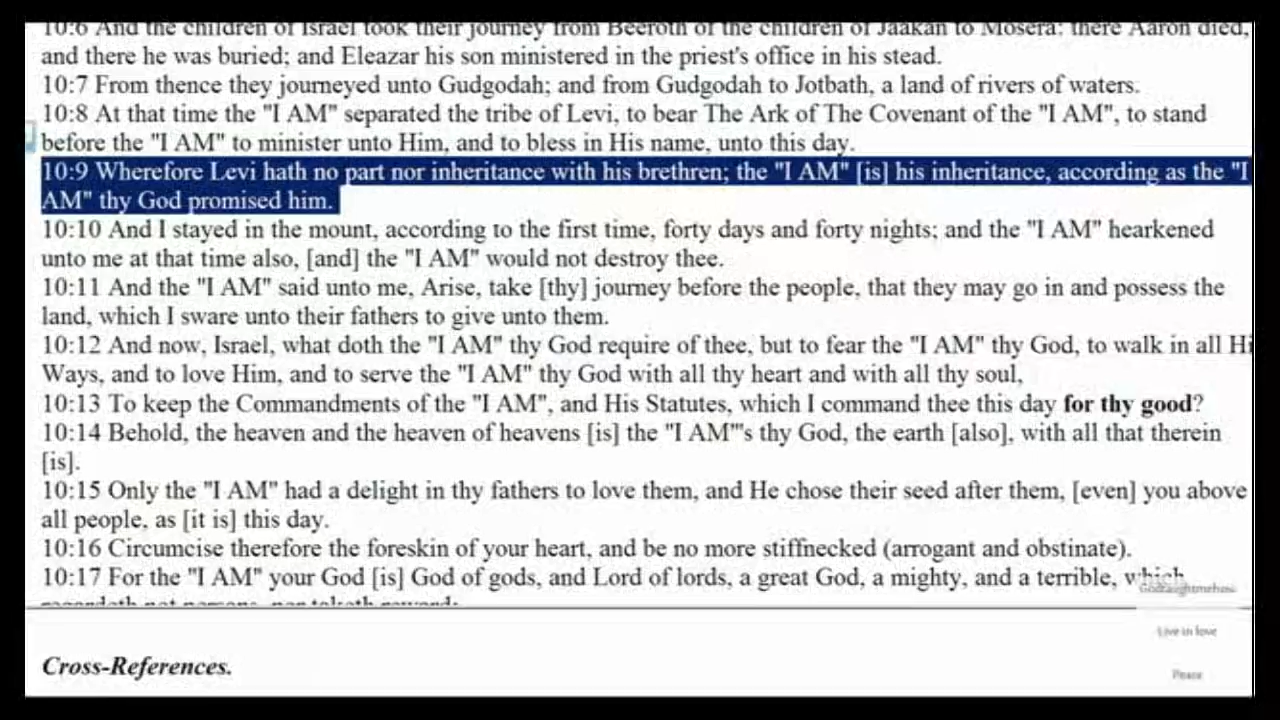 10:6 And the children of Israel took their journey from Beeroth of the children of Jaakan to Mosera: there Aaron died,
and there he was buried; and Eleazar his son ministered in the priest's office in his stead.
10:7 From thence they journeyed unto Gudgodah; and from Gudgodah to Jotbath, a land of rivers of waters.
10:8 At that time the "I AM" separated the tribe of Levi, to bear The Ark of The Covenant of the "I AM", to stand
before the "I AM" to minister unto Him, and to bless in His name, unto this day.
10:9 Wherefore Levi hath no part nor inheritance with his brethren; the "I AM" [is] his inheritance, according as the "I
AM" thy God promised him.
10:10 And I stayed in the mount, according to the first time, forty days and forty nights; and the "I AM" hearkened
unto me at that time also, [and] the "I AM" would not destroy thee.
10:11 And the "I AM" said unto me, Arise, take [thy] journey before the people, that they may go in and possess the
land, which I sware unto their fathers to give unto them.
10:12 And now, Israel, what doth the "I AM" thy God require of thee, but to fear the "I AM" thy God, to walk in all Hi
Ways, and to love Him, and to serve the "I AM" thy God with all thy heart and with all thy soul,
10:13 To keep the Commandments of the "I AM", and His Statutes, which I command thee this day for thy good?
10:14 Behold, the heaven and the heaven of heavens [is] the "I AM"'s thy God, the earth [also], with all that therein
[is].
10:15 Only the "I AM" had a delight in thy fathers to love them, and He chose their seed after them, [even] you above
all people, as [it is] this day.
10:16 Circumcise therefore the foreskin of your heart, and be no more stiffnecked (arrogant and obstinate).
10:17 For the "I AM" your God [is] God of gods, and Lord of lords, a great God, a mighty, and a terrible, which
regardeth not persons, nor taketh reward:
Live in love
Cross-References.
Peace